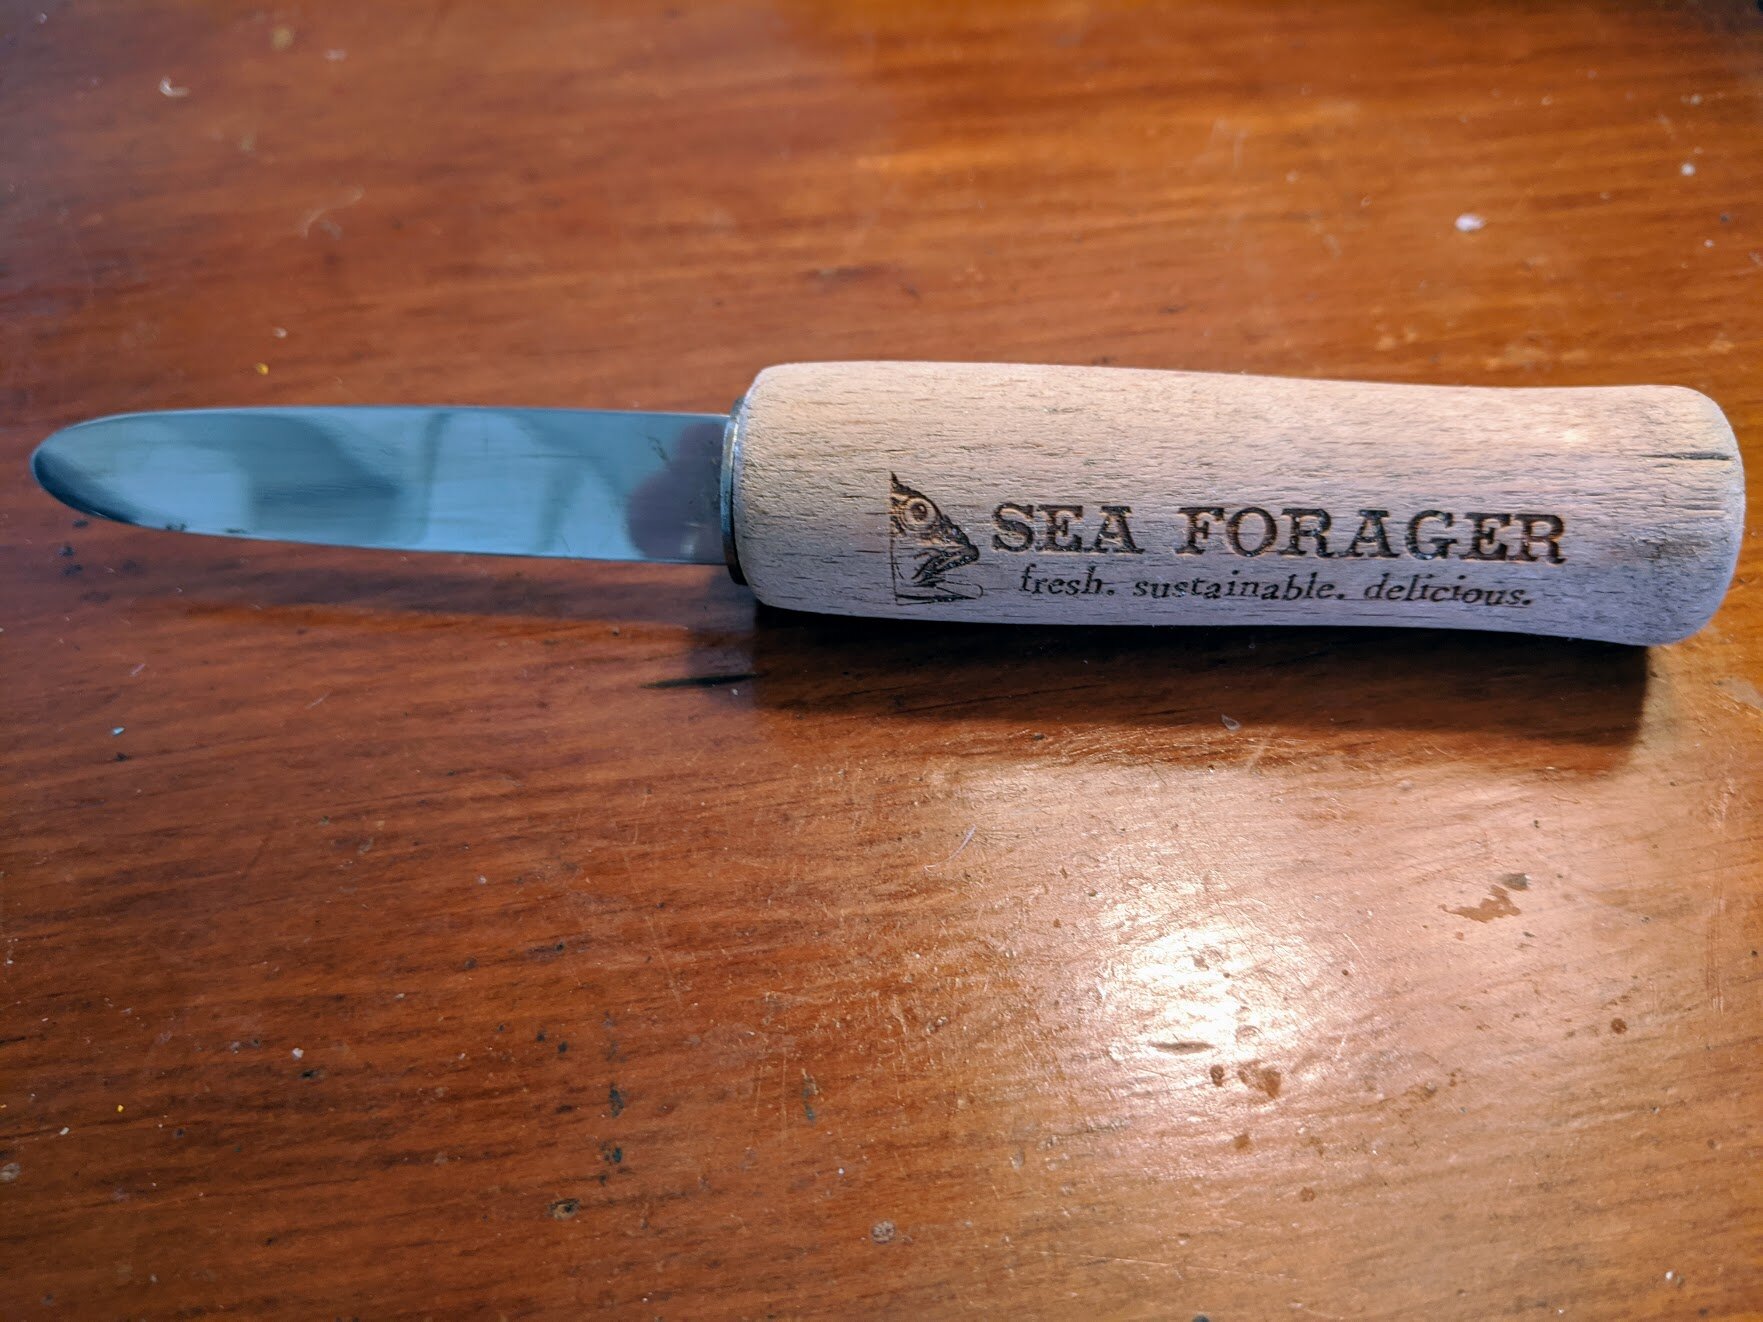 SEA FORAGER
fresh. sustainable. delicious.